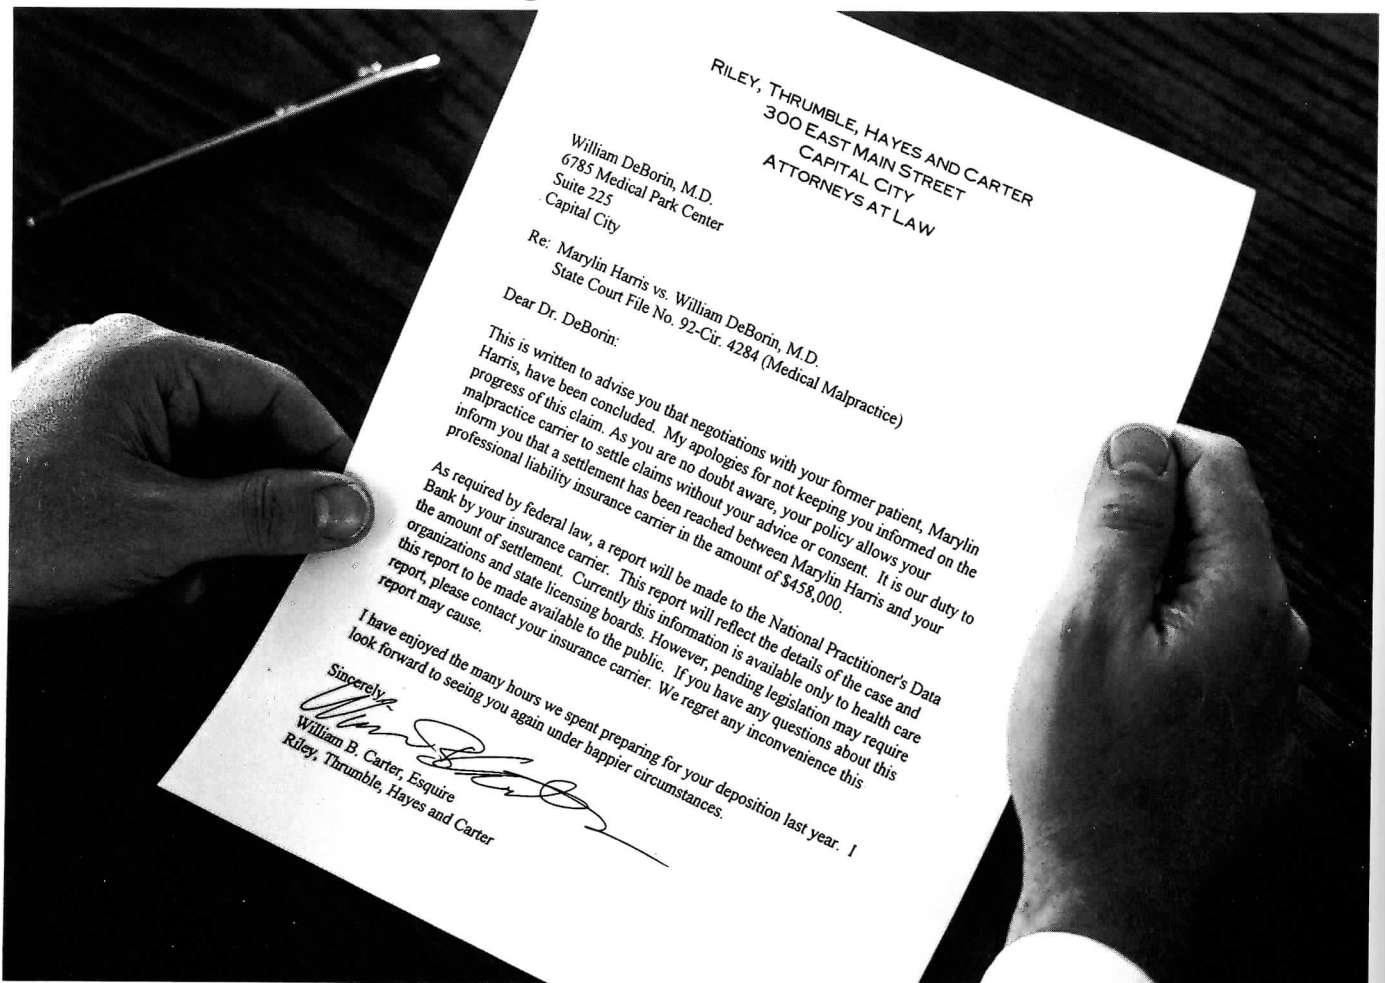 RILEY, THRUMBLE, HAYES AND CARTER
300 EAST MAIN STREET
CAPITAL CITY
ATTORNEYS AT LAW
William DeBorin, M.D.
6785 Medical Park Center
Suite 225
Capital City
Re: Marylin Harris vs. William DeBorin, M.D.
State Court File No. 92-Cir. 4284 (Medical Malpractice)
Dear Dr. DeBorin:
This is written to advise you that negotiations with your former patient, Marylin
Harris, have been concluded. My apologies for not keeping you informed on the
progress of this claim. As you are no doubt aware, your policy allows your
malpractice carrier to settle claims without your advice or consent. It is our duty to
inform you that a settlement has been reached between Marylin Harris and your
professional liability insurance carrier in the amount of $458,000.
As required by federal law, a report will be made to the National Practitioner's Data
Bank by your insurance carrier. This report will reflect the details of the case and
the amount of settlement. Currently this information is available only to health care
organizations and state licensing boards. However, pending legislation may require
this report to be made available to the public. If you have any questions about this
report, please contact your insurance carrier. We regret any inconvenience this
report may cause.
I have enjoyed the many hours we spent preparing for your deposition last year. I
look forward to seeing you again under happier circumstances.
Sincerely,
William B. Carter, Esquire
Riley, Thrumble, Hayes and Carter